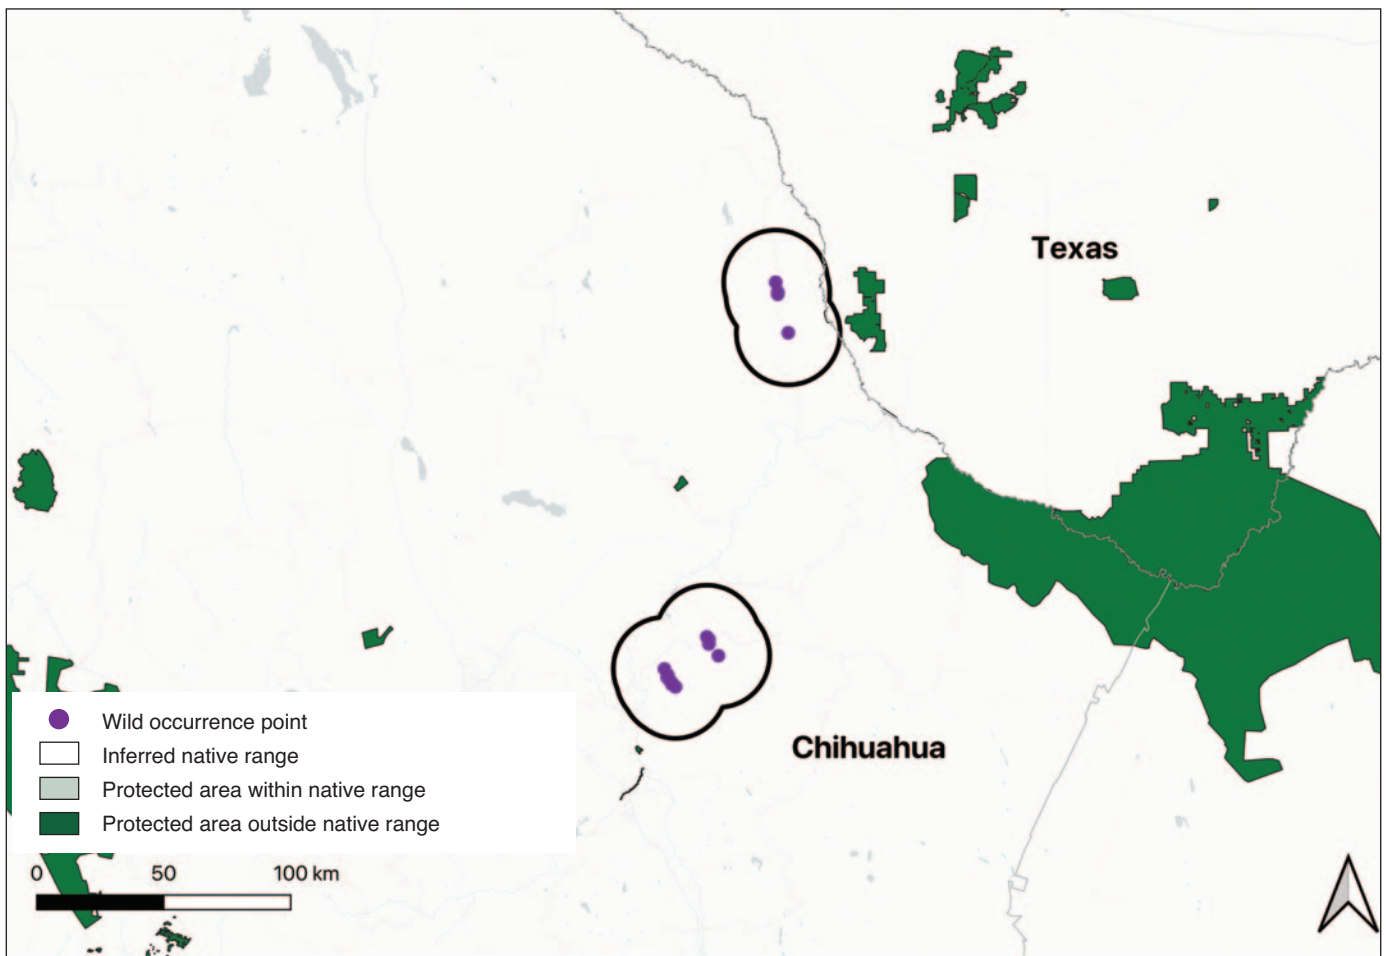 Texas
Chihuahua
Wild occurrence point
Inferred native range
Protected area within native range
Protected area outside native range
0 50 100 km